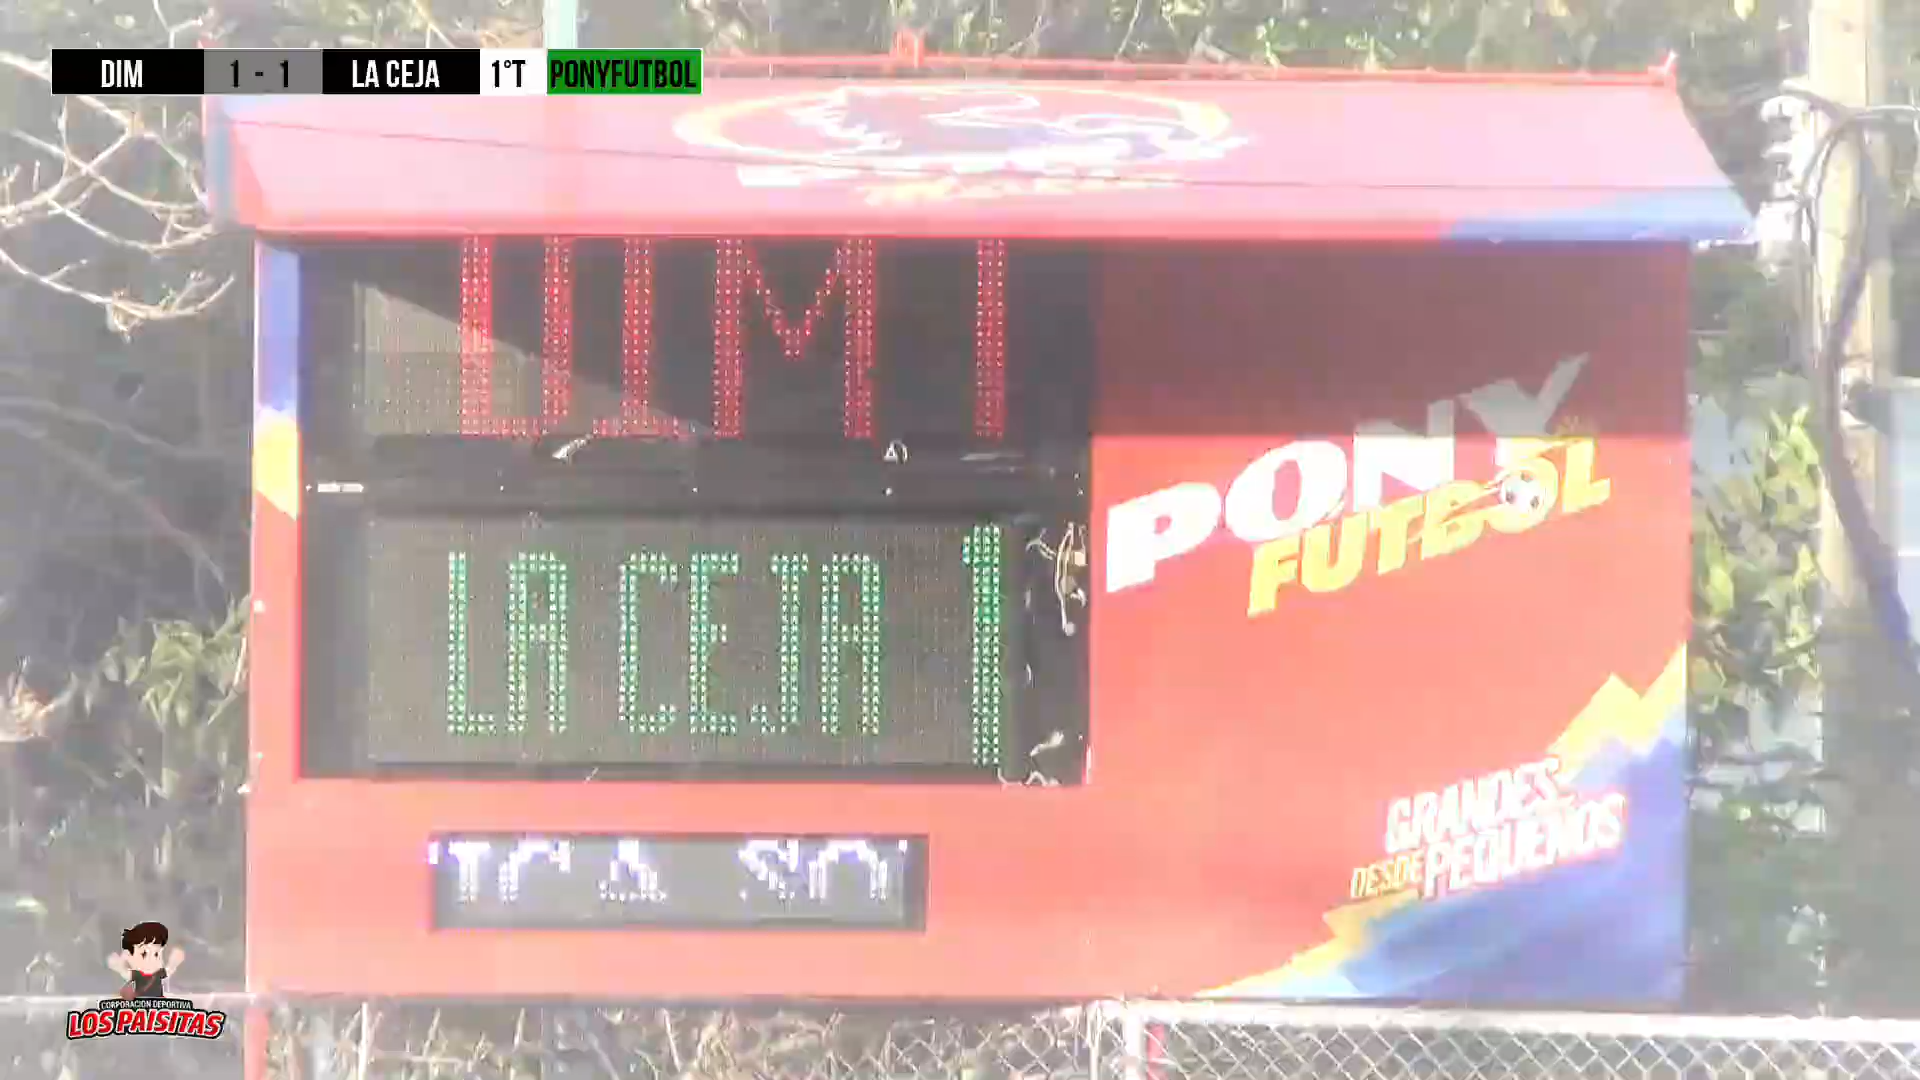 DIM 1 - 1 LA CEJA 1°T PONYFUTBOL
DIM 1
LA CEJA 1
PONY
FUTBOL
GRANDES
DESDE PEQUEÑOS
CORPORACION DEPORTIVA
LOS PAISITAS